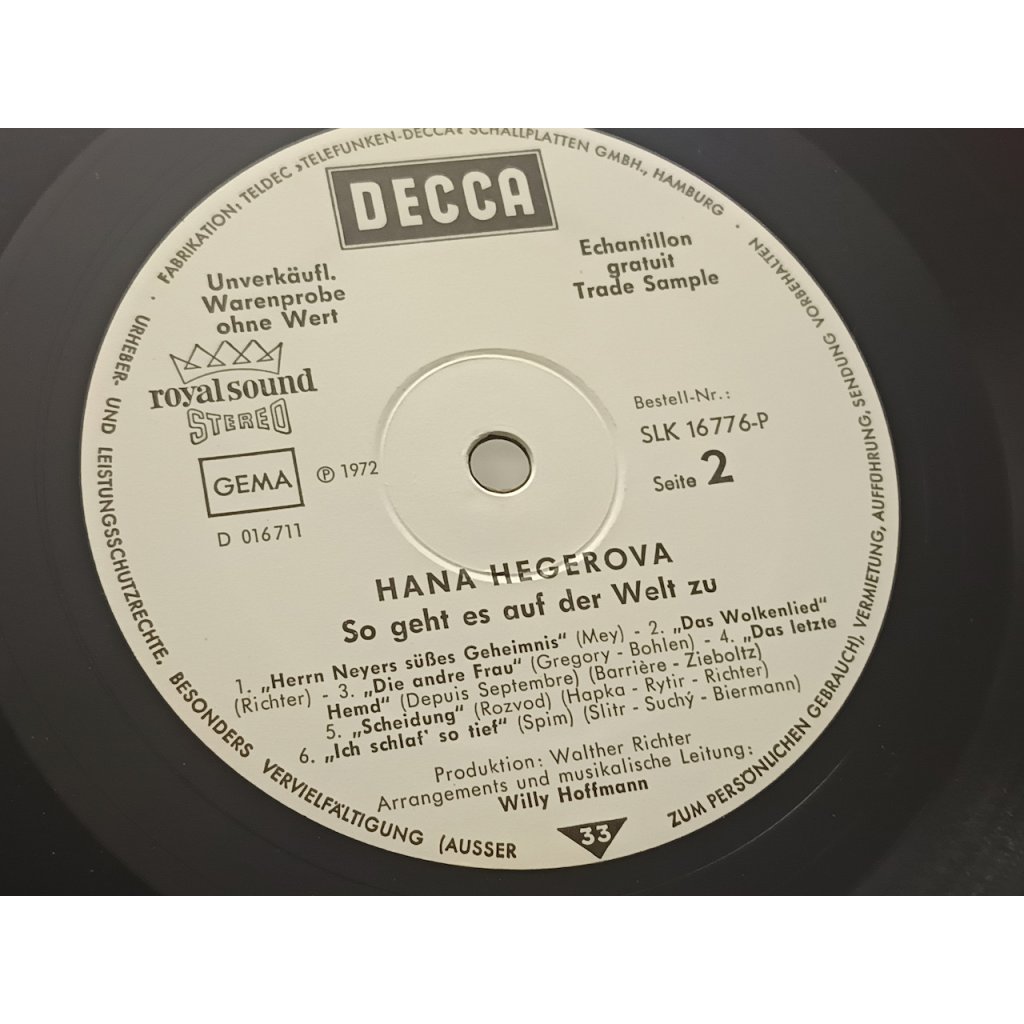 FABRIKATION: TELDEC ›TELEFUNKEN-DECCA‹ SCHALLPLATTEN GMBH., HAMBURG ·
DECCA
Unverkäufl.
Warenprobe
ohne Wert
Echantillon
gratuit
Trade Sample
royal sound
STEREO
GEMA
℗ 1972
D 016711
Bestell-Nr.:
SLK 16776-P
Seite 2
HANA HEGEROVA
So geht es auf der Welt zu
1. „Herrn Neyers süßes Geheimnis“ (Mey) - 2. „Das Wolkenlied“
(Richter) - 3. „Die andre Frau“ (Gregory - Bohlen) - 4. „Das letzte
Hemd“ (Depuis Septembre) (Barrière - Zieboltz)
5. „Scheidung“ (Rozvod) (Hapka - Rytir - Richter)
6. „Ich schlaf' so tief“ (Spim) (Slitr - Suchý - Biermann)
Produktion: Walther Richter
Arrangements und musikalische Leitung:
Willy Hoffmann
33
· URHEBER- UND LEISTUNGSSCHUTZRECHTE, BESONDERS VERVIELFÄLTIGUNG (AUSSER
ZUM PERSÖNLICHEN GEBRAUCH), VERMIETUNG, AUFFÜHRUNG, SENDUNG VORBEHALTEN